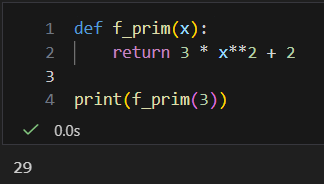 1 def f_prim(x):
2     return 3 * x**2 + 2
3
4 print(f_prim(3))
0.0s
29